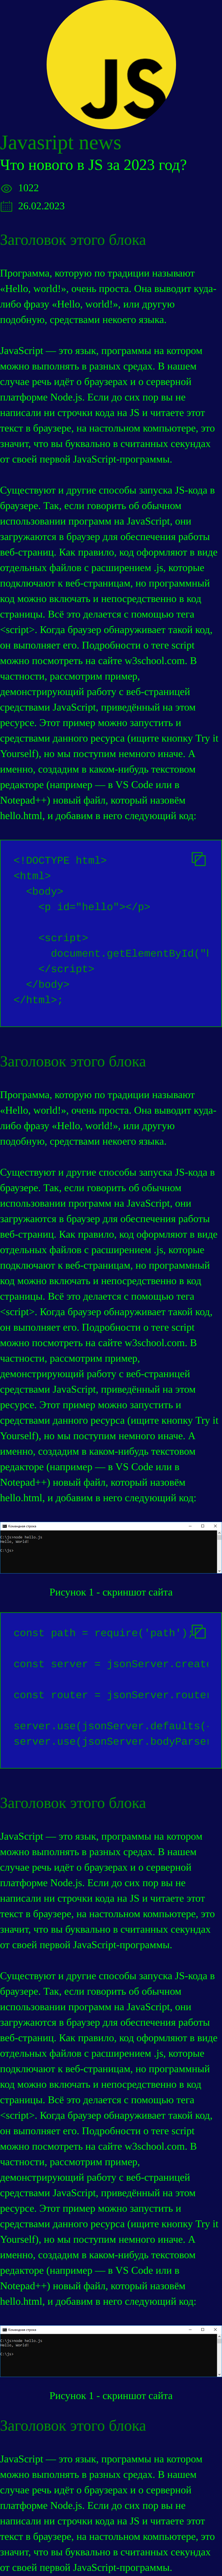 JS
Javasript news
Что нового в JS за 2023 год?
1022
26.02.2023
Заголовок этого блока
Программа, которую по традиции называют
«Hello, world!», очень проста. Она выводит куда-
либо фразу «Hello, world!», или другую
подобную, средствами некоего языка.
JavaScript — это язык, программы на котором
можно выполнять в разных средах. В нашем
случае речь идёт о браузерах и о серверной
платформе Node.js. Если до сих пор вы не
написали ни строчки кода на JS и читаете этот
текст в браузере, на настольном компьютере, это
значит, что вы буквально в считанных секундах
от своей первой JavaScript-программы.
Существуют и другие способы запуска JS-кода в
браузере. Так, если говорить об обычном
использовании программ на JavaScript, они
загружаются в браузер для обеспечения работы
веб-страниц. Как правило, код оформляют в виде
отдельных файлов с расширением .js, которые
подключают к веб-страницам, но программный
код можно включать и непосредственно в код
страницы. Всё это делается с помощью тега
<script>. Когда браузер обнаруживает такой код,
он выполняет его. Подробности о теге script
можно посмотреть на сайте w3school.com. В
частности, рассмотрим пример,
демонстрирующий работу с веб-страницей
средствами JavaScript, приведённый на этом
ресурсе. Этот пример можно запустить и
средствами данного ресурса (ищите кнопку Try it
Yourself), но мы поступим немного иначе. А
именно, создадим в каком-нибудь текстовом
редакторе (например — в VS Code или в
Notepad++) новый файл, который назовём
hello.html, и добавим в него следующий код:
<!DOCTYPE html>
<html>
<body>
<p id="hello"></p>
<script>
document.getElementById("h
</script>
</body>
</html>;
Заголовок этого блока
Программа, которую по традиции называют
«Hello, world!», очень проста. Она выводит куда-
либо фразу «Hello, world!», или другую
подобную, средствами некоего языка.
Существуют и другие способы запуска JS-кода в
браузере. Так, если говорить об обычном
использовании программ на JavaScript, они
загружаются в браузер для обеспечения работы
веб-страниц. Как правило, код оформляют в виде
отдельных файлов с расширением .js, которые
подключают к веб-страницам, но программный
код можно включать и непосредственно в код
страницы. Всё это делается с помощью тега
<script>. Когда браузер обнаруживает такой код,
он выполняет его. Подробности о теге script
можно посмотреть на сайте w3school.com. В
частности, рассмотрим пример,
демонстрирующий работу с веб-страницей
средствами JavaScript, приведённый на этом
ресурсе. Этот пример можно запустить и
средствами данного ресурса (ищите кнопку Try it
Yourself), но мы поступим немного иначе. А
именно, создадим в каком-нибудь текстовом
редакторе (например — в VS Code или в
Notepad++) новый файл, который назовём
hello.html, и добавим в него следующий код:
Командная строка
C:\js>node hello.js
Hello, World!
C:\js>
Рисунок 1 - скриншот сайта
const path = require('path');
const server = jsonServer.create
const router = jsonServer.router
server.use(jsonServer.defaults(
server.use(jsonServer.bodyParser
Заголовок этого блока
JavaScript — это язык, программы на котором
можно выполнять в разных средах. В нашем
случае речь идёт о браузерах и о серверной
платформе Node.js. Если до сих пор вы не
написали ни строчки кода на JS и читаете этот
текст в браузере, на настольном компьютере, это
значит, что вы буквально в считанных секундах
от своей первой JavaScript-программы.
Существуют и другие способы запуска JS-кода в
браузере. Так, если говорить об обычном
использовании программ на JavaScript, они
загружаются в браузер для обеспечения работы
веб-страниц. Как правило, код оформляют в виде
отдельных файлов с расширением .js, которые
подключают к веб-страницам, но программный
код можно включать и непосредственно в код
страницы. Всё это делается с помощью тега
<script>. Когда браузер обнаруживает такой код,
он выполняет его. Подробности о теге script
можно посмотреть на сайте w3school.com. В
частности, рассмотрим пример,
демонстрирующий работу с веб-страницей
средствами JavaScript, приведённый на этом
ресурсе. Этот пример можно запустить и
средствами данного ресурса (ищите кнопку Try it
Yourself), но мы поступим немного иначе. А
именно, создадим в каком-нибудь текстовом
редакторе (например — в VS Code или в
Notepad++) новый файл, который назовём
hello.html, и добавим в него следующий код:
Командная строка
C:\js>node hello.js
Hello, World!
C:\js>
Рисунок 1 - скриншот сайта
Заголовок этого блока
JavaScript — это язык, программы на котором
можно выполнять в разных средах. В нашем
случае речь идёт о браузерах и о серверной
платформе Node.js. Если до сих пор вы не
написали ни строчки кода на JS и читаете этот
текст в браузере, на настольном компьютере, это
значит, что вы буквально в считанных секундах
от своей первой JavaScript-программы.